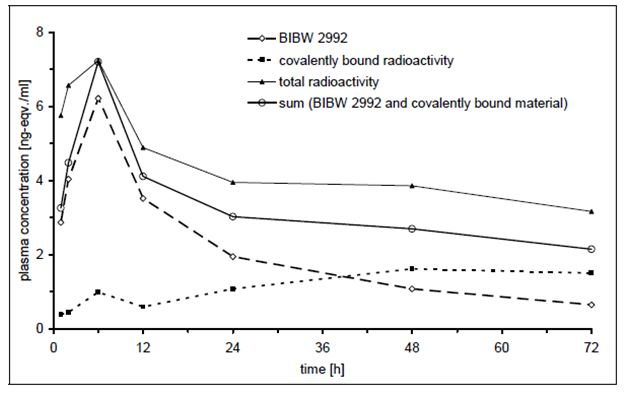 8
BIBW 2992
covalently bound radioactivity
total radioactivity
sum (BIBW 2992 and covalently bound material)
6
4
2
0
plasma concentration [ng-eqv./ml]
0 12 24 36 48 60 72
time [h]